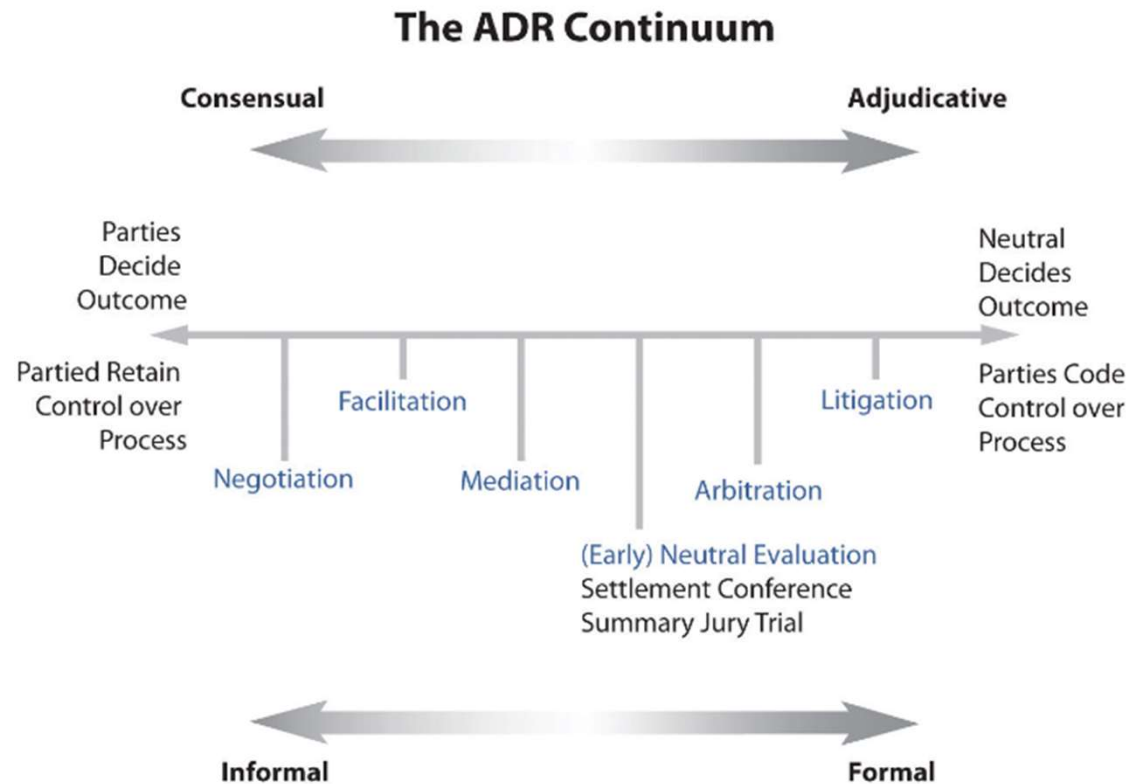 The ADR Continuum
Consensual
Adjudicative
Parties
Decide
Outcome
Neutral
Decides
Outcome
Partied Retain
Control over
Process
Parties Code
Control over
Process
Facilitation
Litigation
Negotiation
Mediation
Arbitration
(Early) Neutral Evaluation
Settlement Conference
Summary Jury Trial
Informal
Formal